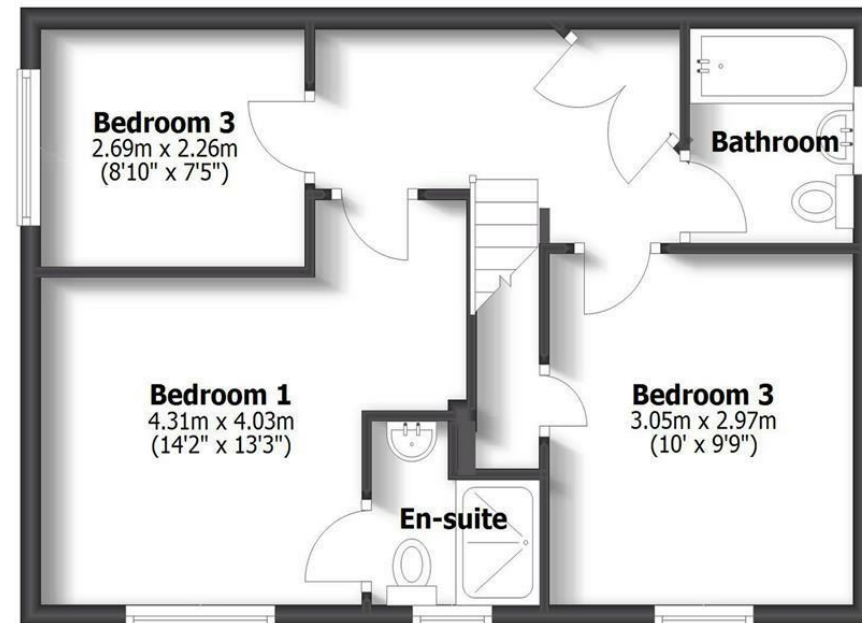 Bedroom 3
2.69m x 2.26m
(8'10" x 7'5")
Bathroom
Bedroom 1
4.31m x 4.03m
(14'2" x 13'3")
Bedroom 3
3.05m x 2.97m
(10' x 9'9")
En-suite